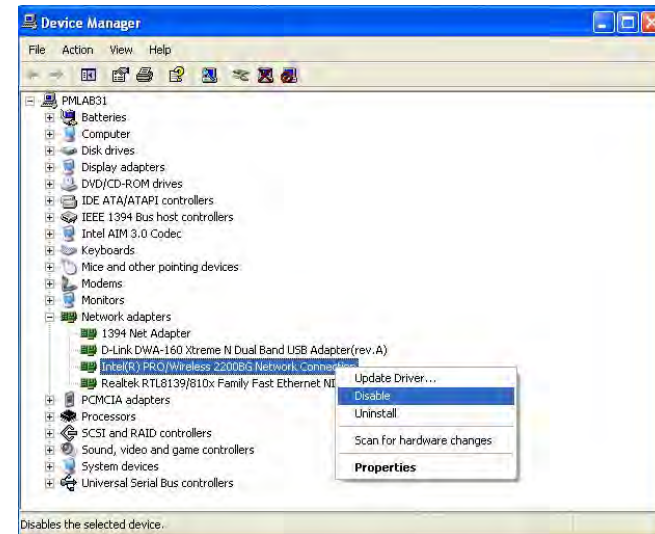 Device Manager
File Action View Help
PMLAB31
Batteries
Computer
Disk drives
Display adapters
DVD/CD-ROM drives
IDE ATA/ATAPI controllers
IEEE 1394 Bus host controllers
Intel AIM 3.0 Codec
Keyboards
Mice and other pointing devices
Modems
Monitors
Network adapters
1394 Net Adapter
D-Link DWA-160 Xtreme N Dual Band USB Adapter(rev.A)
Intel(R) PRO/Wireless 2200BG Network Connection
Realtek RTL8139/810x Family Fast Ethernet NI
Update Driver...
Disable
Uninstall
Scan for hardware changes
Properties
PCMCIA adapters
Processors
SCSI and RAID controllers
Sound, video and game controllers
System devices
Universal Serial Bus controllers
Disables the selected device.